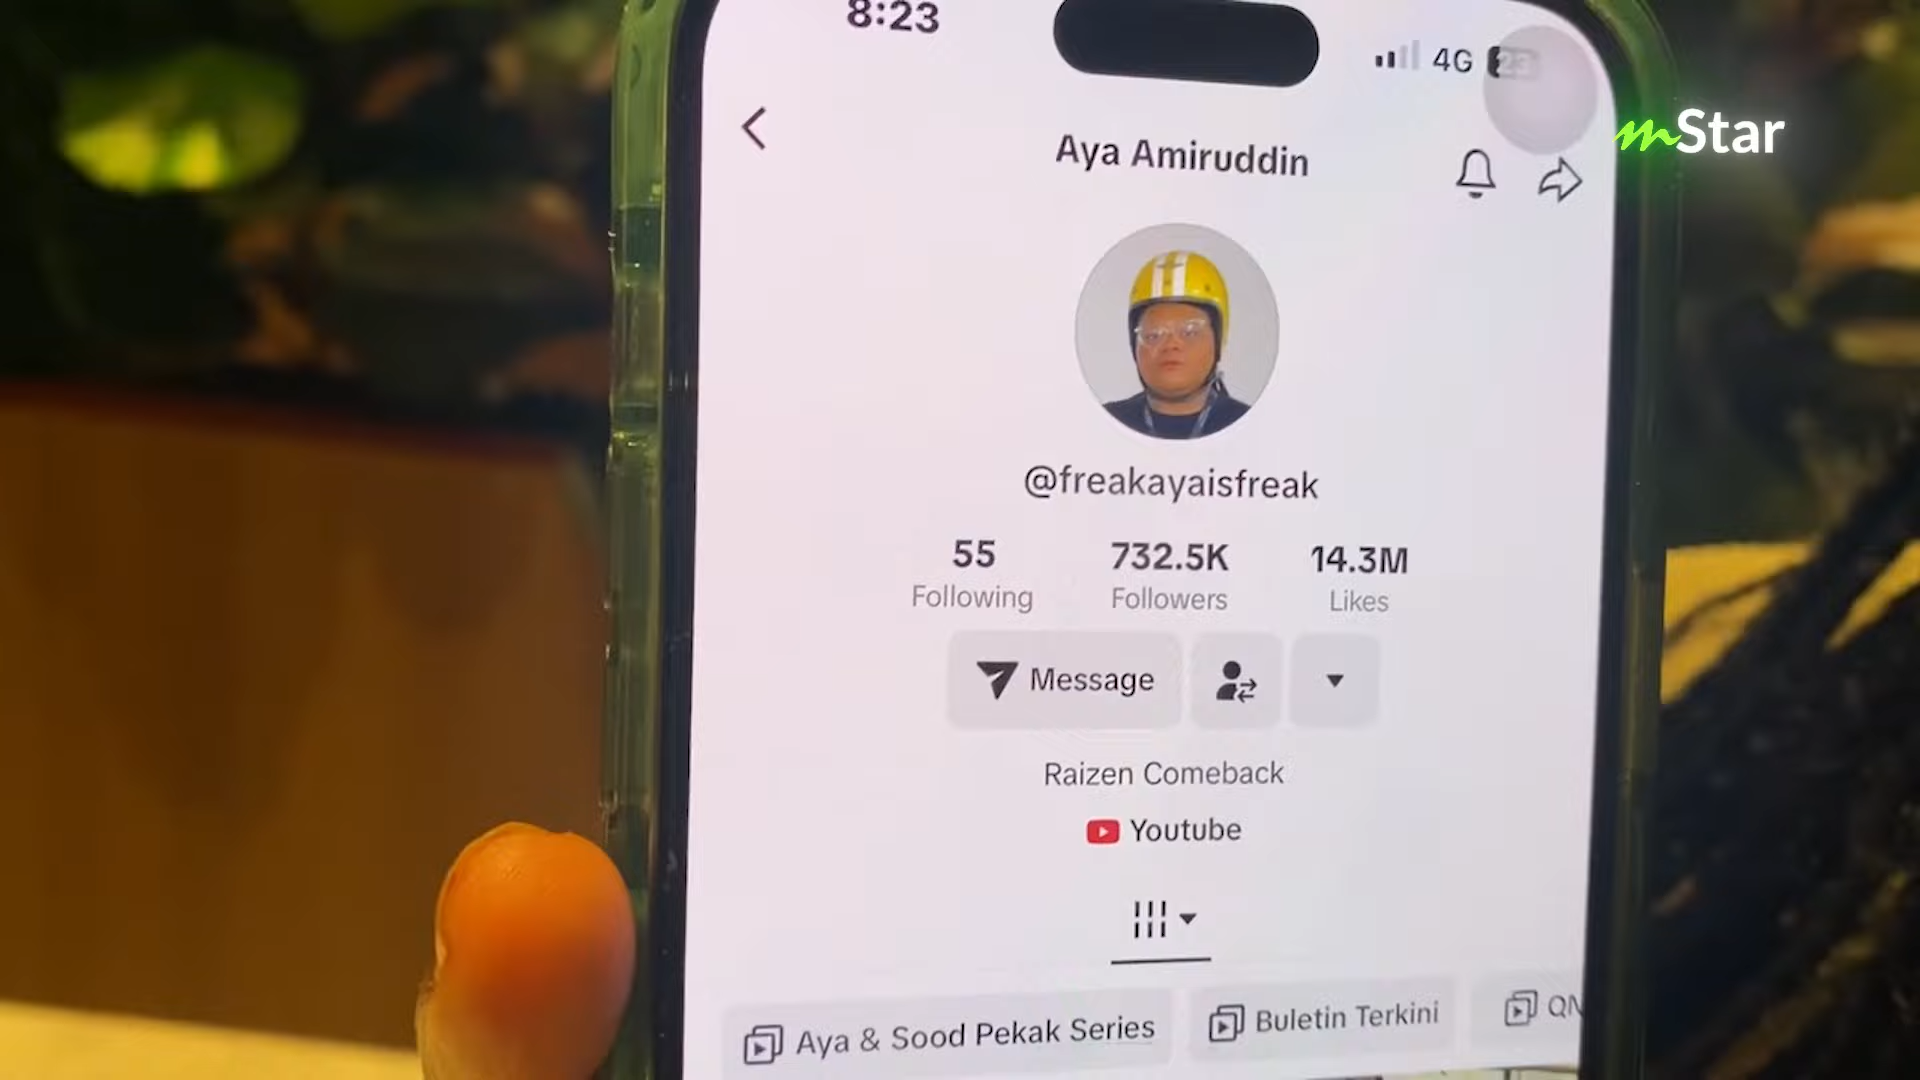 8:23
4G 23
mStar
Aya Amiruddin
@freakayaisfreak
55 732.5K 14.3M
Following Followers Likes
Message
Raizen Comeback
Youtube
Aya & Sood Pekak Series Buletin Terkini